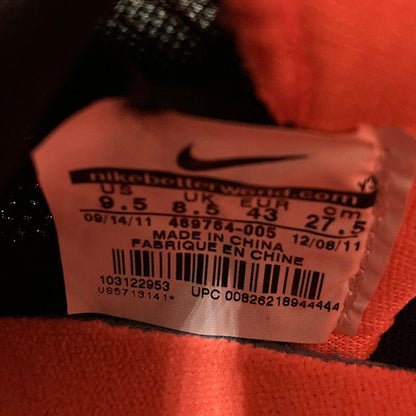 nikebetterworld.com
US UK EUR cm
9.5 8.5 43 27.5
09/14/11 469764-005 12/08/11
MADE IN CHINA
FABRIQUE EN CHINE
103122953
US5713141* UPC 00826218944444